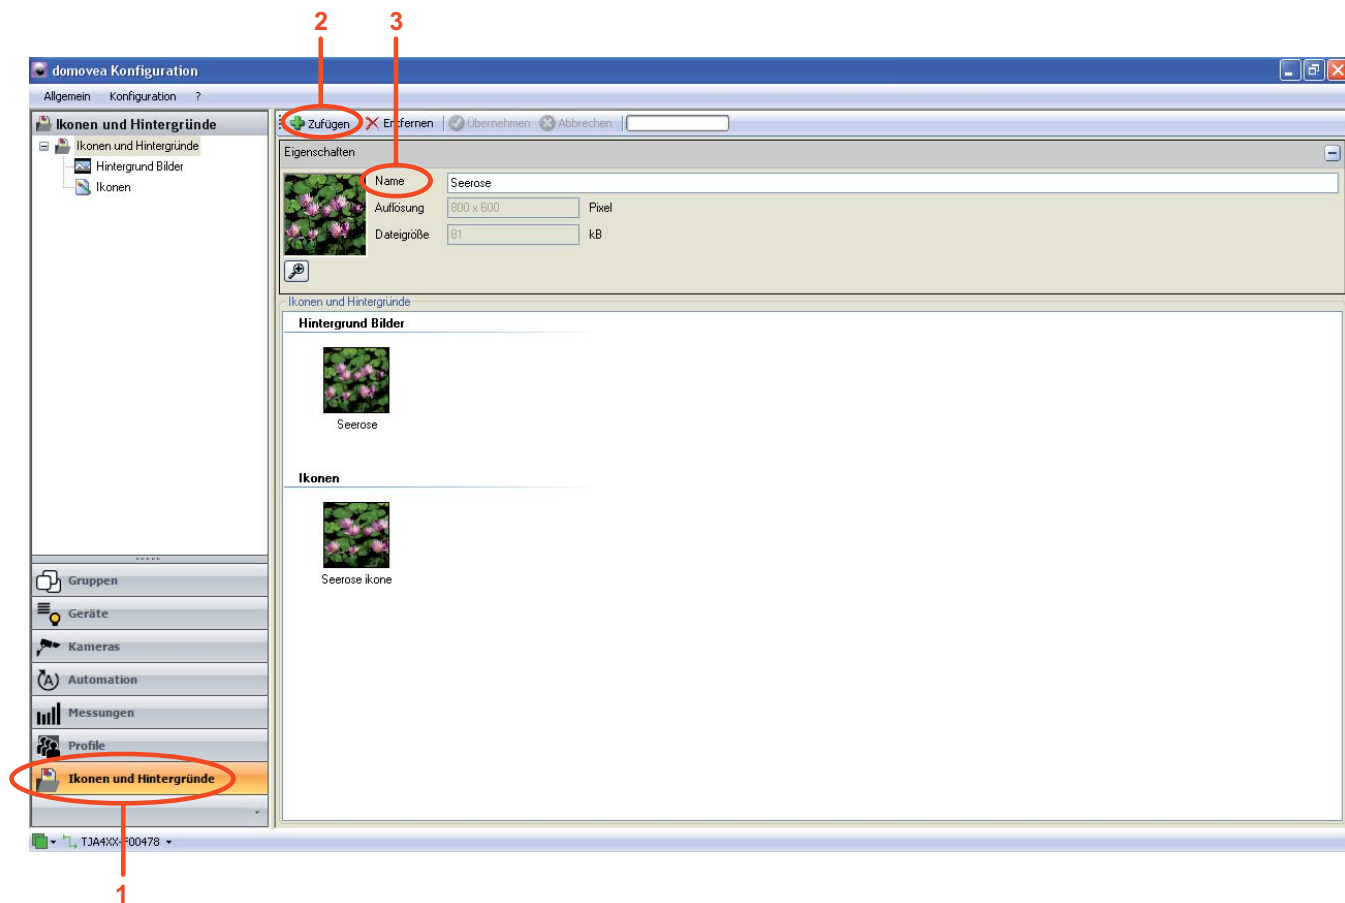 2 3
domovea Konfiguration
Allgemein Konfiguration ?
Ikonen und Hintergründe
Ikonen und Hintergründe
Hintergrund Bilder
Ikonen
Zufügen Entfernen Übernehmen Abbrechen
Eigenschaften
Name Seerose
Auflösung 800 x 600 Pixel
Dateigröße 81 kB
Ikonen und Hintergründe
Hintergrund Bilder
Seerose
Ikonen
Seerose ikone
Gruppen
Geräte
Kameras
Automation
Messungen
Profile
Ikonen und Hintergründe
TJA4XX-F00478
1